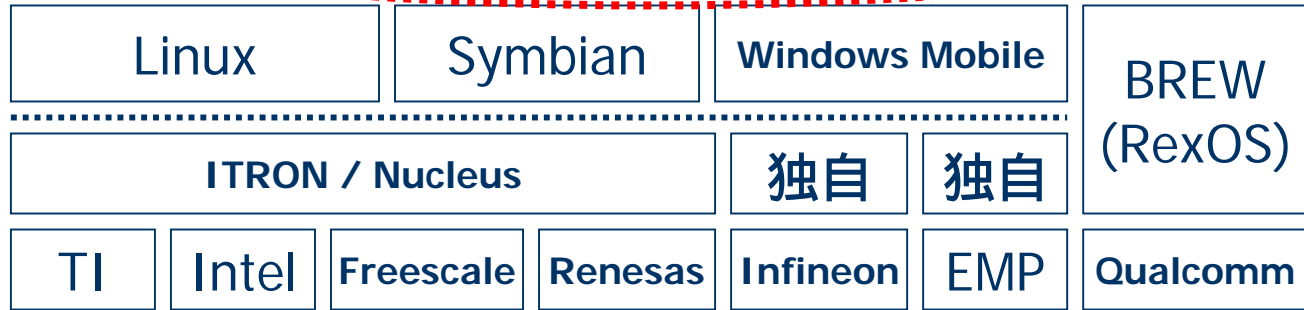 Linux
Symbian
Windows Mobile
BREW
(RexOS)
ITRON / Nucleus
独自
独自
TI
Intel
Freescale
Renesas
Infineon
EMP
Qualcomm